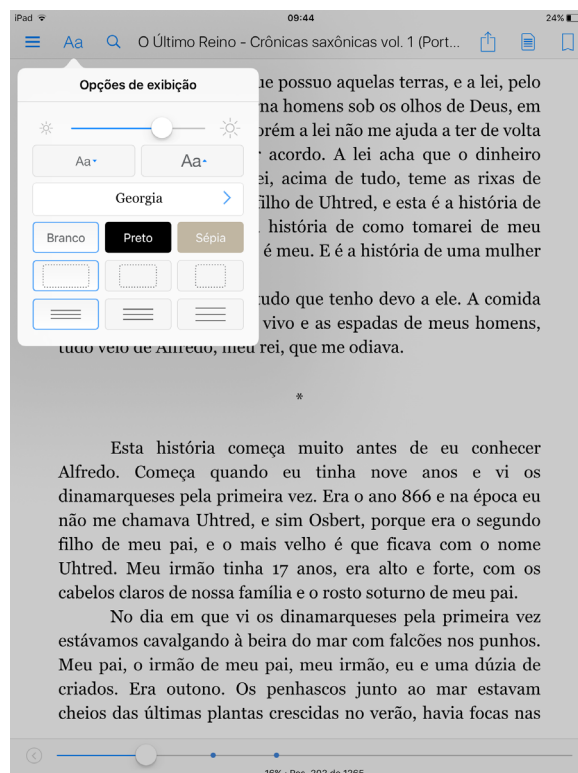 iPad 09:44 24%
Aa O Último Reino - Crônicas saxônicas vol. 1 (Port...
Opções de exibição
Aa Aa
Georgia
Branco Preto Sépia
possuo aquelas terras, e a lei, pelo
homens sob os olhos de Deus, em
a lei não me ajuda a ter de volta
acordo. A lei acha que o dinheiro
acima de tudo, teme as rixas de
filho de Uhtred, e esta é a história de
história de como tomarei de meu
é meu. E é a história de uma mulher
tudo que tenho devo a ele. A comida
vivo e as espadas de meus homens,
tudo veio de Alfredo, meu rei, que me odiava.
*
Esta história começa muito antes de eu conhecer
Alfredo. Começa quando eu tinha nove anos e vi os
dinamarqueses pela primeira vez. Era o ano 866 e na época eu
não me chamava Uhtred, e sim Osbert, porque era o segundo
filho de meu pai, e o mais velho é que ficava com o nome
Uhtred. Meu irmão tinha 17 anos, era alto e forte, com os
cabelos claros de nossa família e o rosto soturno de meu pai.
No dia em que vi os dinamarqueses pela primeira vez
estávamos cavalgando à beira do mar com falcões nos punhos.
Meu pai, o irmão de meu pai, meu irmão, eu e uma dúzia de
criados. Era outono. Os penhascos junto ao mar estavam
cheios das últimas plantas crescidas no verão, havia focas nas